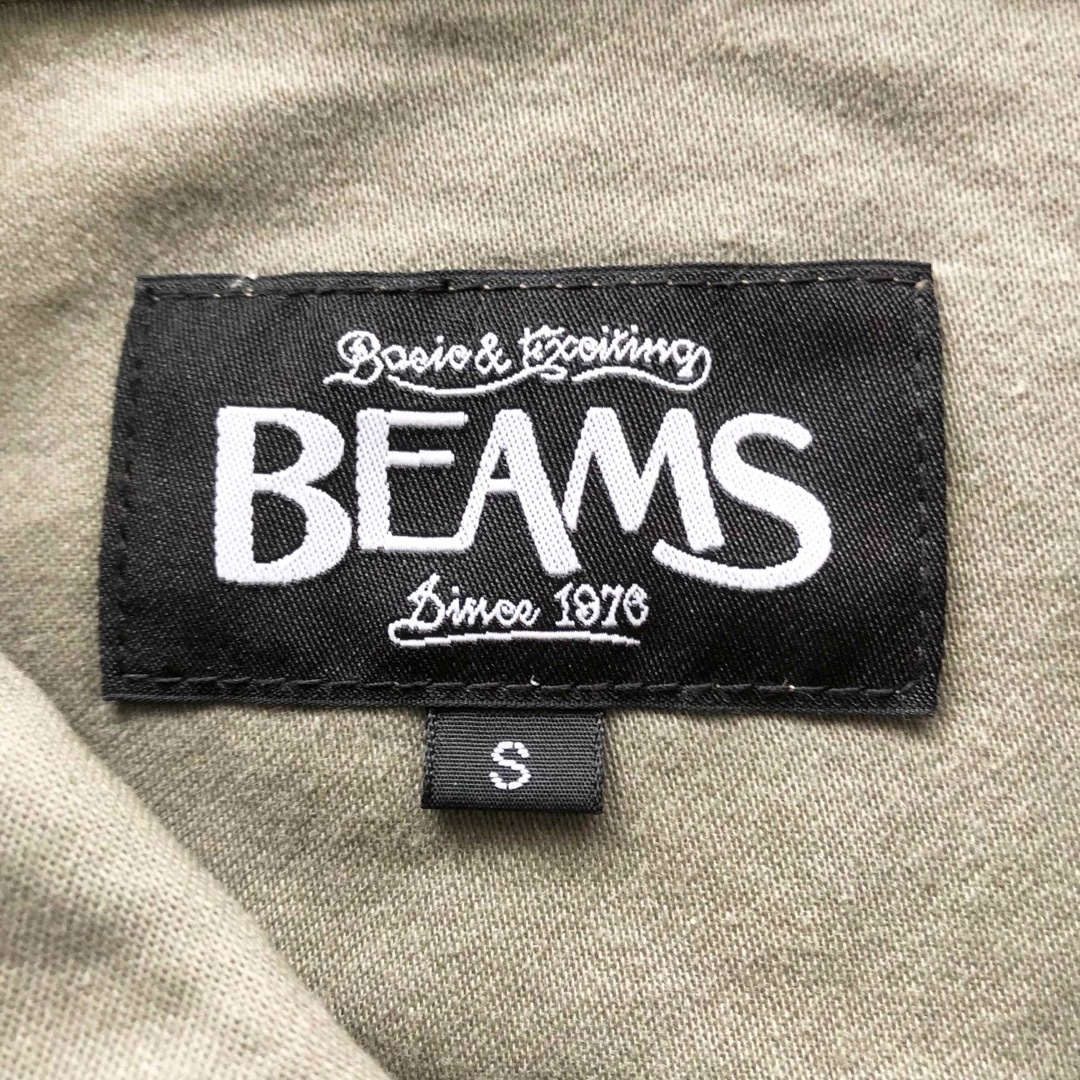 Basic & Exciting
BEAMS
Since 1976
S